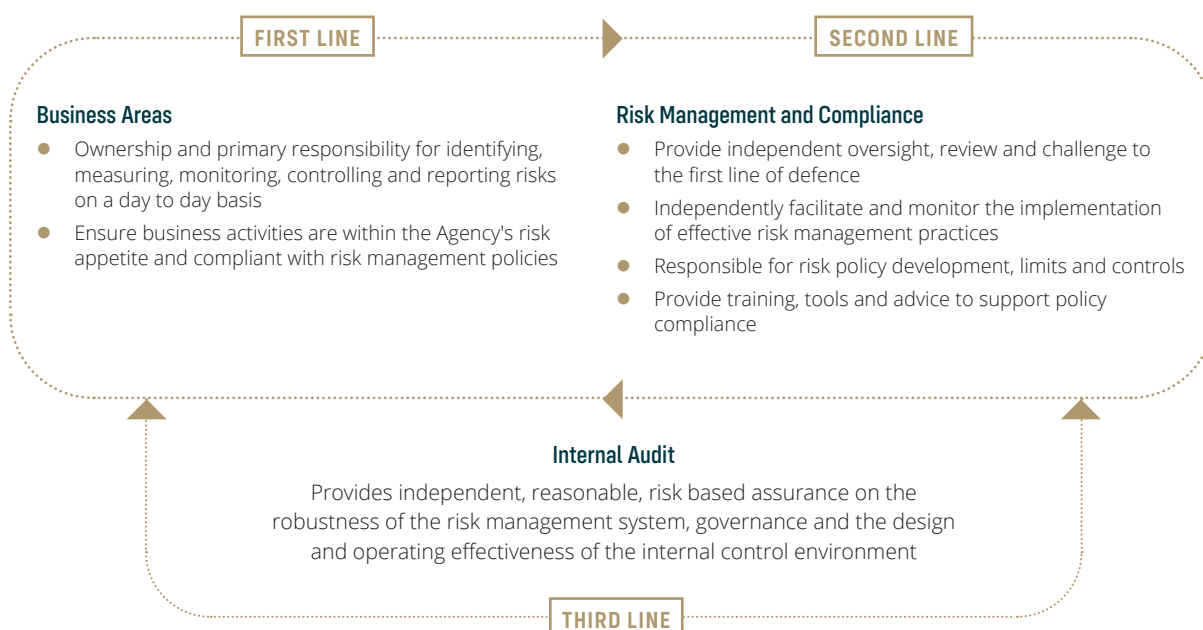 FIRST LINE
SECOND LINE
Business Areas
Ownership and primary responsibility for identifying,
measuring, monitoring, controlling and reporting risks
on a day to day basis
Ensure business activities are within the Agency's risk
appetite and compliant with risk management policies
Risk Management and Compliance
Provide independent oversight, review and challenge to
the first line of defence
Independently facilitate and monitor the implementation
of effective risk management practices
Responsible for risk policy development, limits and controls
Provide training, tools and advice to support policy
compliance
Internal Audit
Provides independent, reasonable, risk based assurance on the
robustness of the risk management system, governance and the design
and operating effectiveness of the internal control environment
THIRD LINE